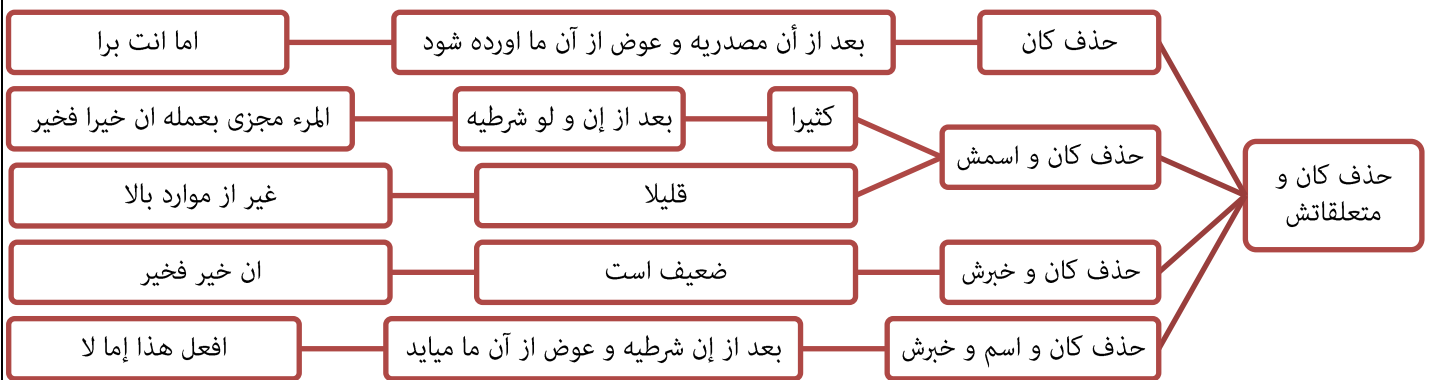 حذف کان و
متعلقاتش
حذف کان
بعد از أن مصدریه و عوض از آن ما اورده شود
اما انت برا
حذف کان و اسمش
کثیرا
بعد از إن و لو شرطیه
المرء مجزی بعمله ان خیرا فخیر
قلیلا
غیر از موارد بالا
حذف کان و خبرش
ضعیف است
ان خیر فخیر
حذف کان و اسم و خبرش
بعد از إن شرطیه و عوض از آن ما میاید
افعل هذا إما لا